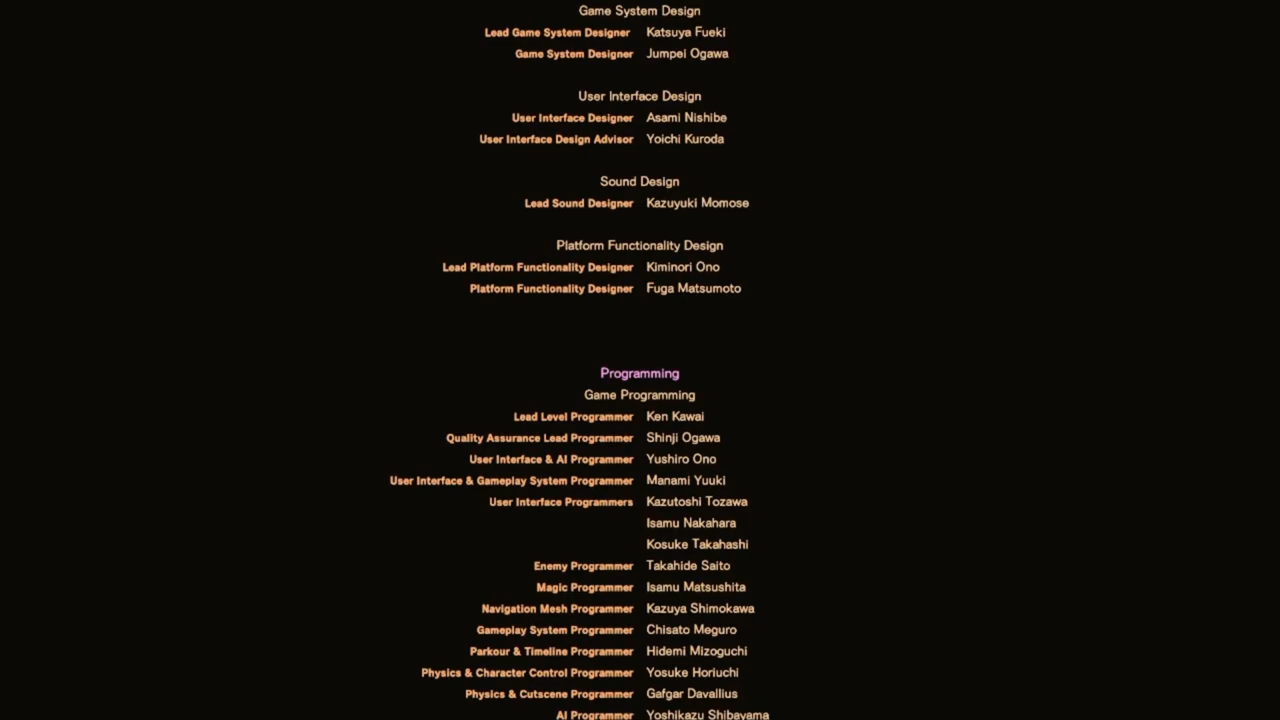 Game System Design
Lead Game System Designer Katsuya Fueki
Game System Designer Jumpei Ogawa
User Interface Design
User Interface Designer Asami Nishibe
User Interface Design Advisor Yoichi Kuroda
Sound Design
Lead Sound Designer Kazuyuki Momose
Platform Functionality Design
Lead Platform Functionality Designer Kiminori Ono
Platform Functionality Designer Fuga Matsumoto
Programming
Game Programming
Lead Level Programmer Ken Kawai
Quality Assurance Lead Programmer Shinji Ogawa
User Interface & AI Programmer Yushiro Ono
User Interface & Gameplay System Programmer Manami Yuuki
User Interface Programmers Kazutoshi Tozawa
Isamu Nakahara
Kosuke Takahashi
Enemy Programmer Takahide Saito
Magic Programmer Isamu Matsushita
Navigation Mesh Programmer Kazuya Shimokawa
Gameplay System Programmer Chisato Meguro
Parkour & Timeline Programmer Hidemi Mizoguchi
Physics & Character Control Programmer Yosuke Horiuchi
Physics & Cutscene Programmer Gafgar Davallius
AI Programmer Yoshikazu Shibayama